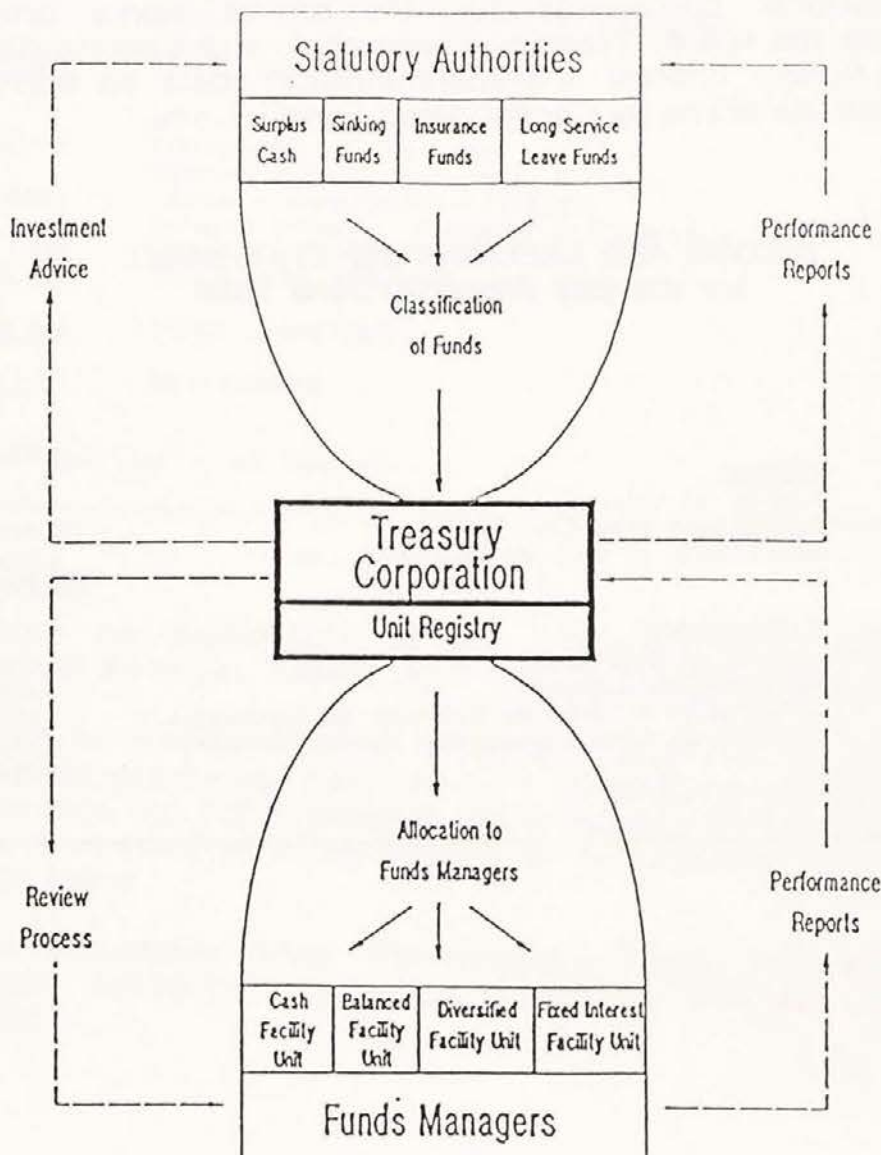 Statutory Authorities
Surplus
Cash
Sinking
Funds
Insurance
Funds
Long Service
Leave Funds
Investment
Advice
Performance
Reports
Classification
of Funds
Treasury
Corporation
Unit Registry
Allocation to
Funds Managers
Review
Process
Performance
Reports
Cash
Facility
Unit
Balanced
Facility
Unit
Diversified
Facility Unit
Fixed Interest
Facility Unit
Funds Managers